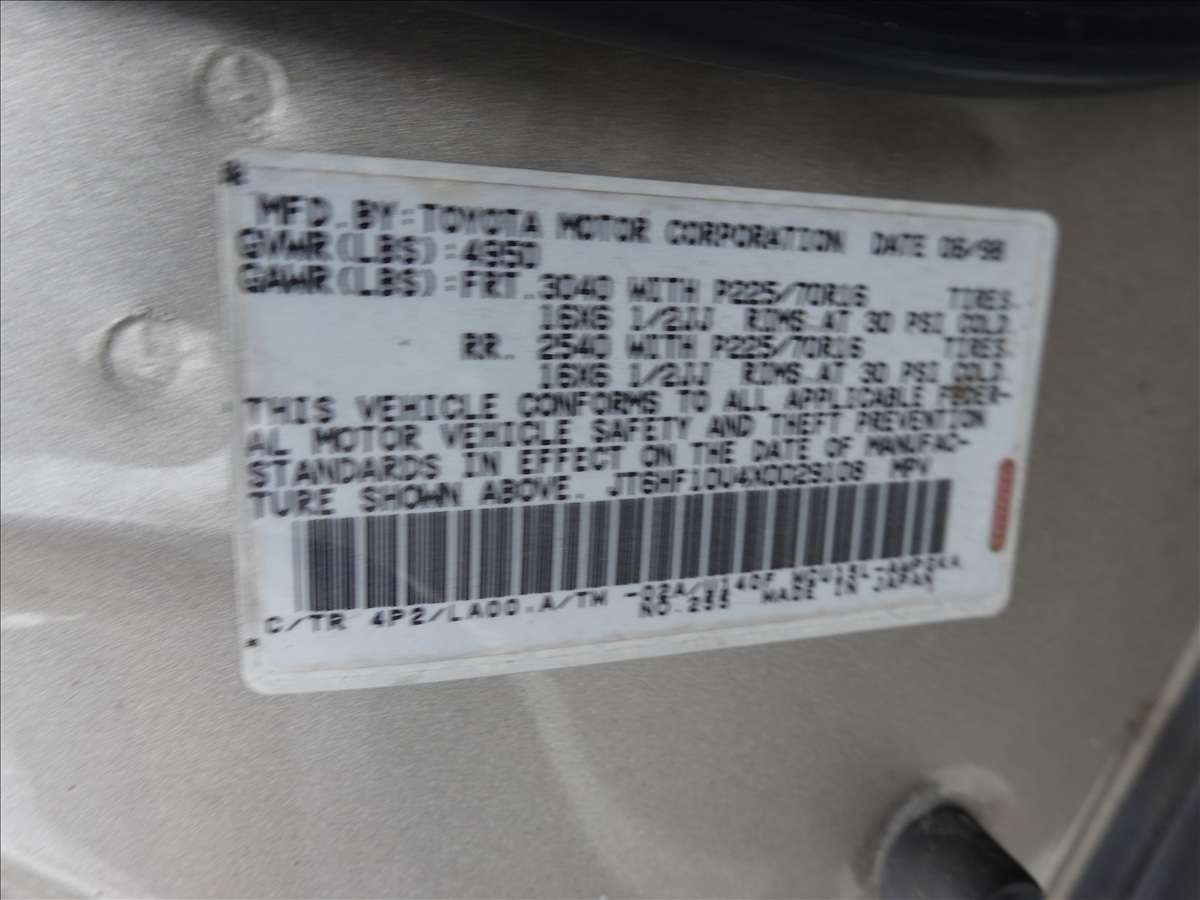 MFD. BY: TOYOTA MOTOR CORPORATION DATE 06/98
GVWR(LBS):4950
GAWR(LBS):FRT. 3040 WITH P225/70R16 TIRES.
16X6 1/2JJ RIMS.AT 30 PSI COLD.
RR. 2540 WITH P225/70R16 TIRES.
16X6 1/2JJ RIMS.AT 30 PSI COLD.
THIS VEHICLE CONFORMS TO ALL APPLICABLE FEDER-
AL MOTOR VEHICLE SAFETY AND THEFT PREVENTION
STANDARDS IN EFFECT ON THE DATE OF MANUFAC-
TURE SHOWN ABOVE. JT6HF10U4X0029108 MPV
C/TR 4P2/LA00.A/TM -02A/U140F
NO.255 MADE IN JAPAN